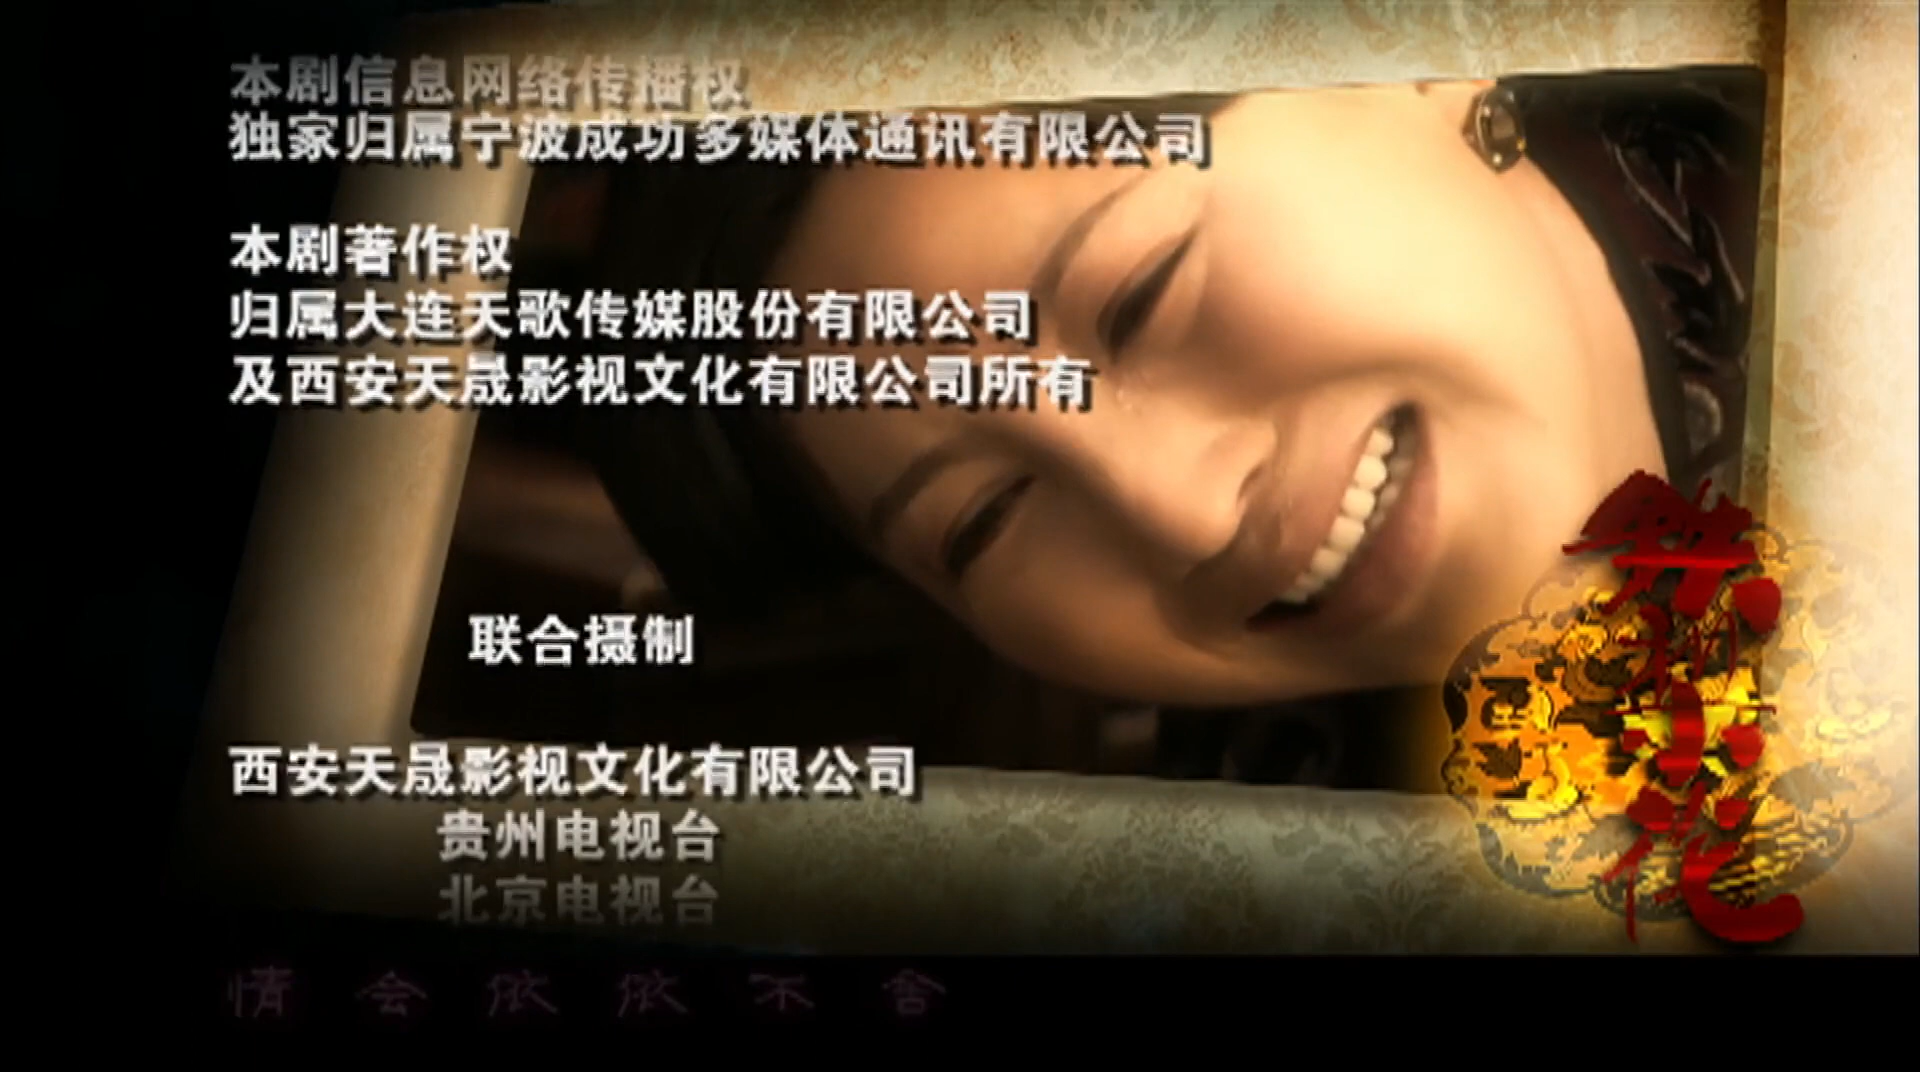 本剧信息网络传播权
独家归属宁波成功多媒体通讯有限公司
本剧著作权
归属大连天歌传媒股份有限公司
及西安天晟影视文化有限公司所有
联合摄制
西安天晟影视文化有限公司
贵州电视台
北京电视台
情会依依不舍